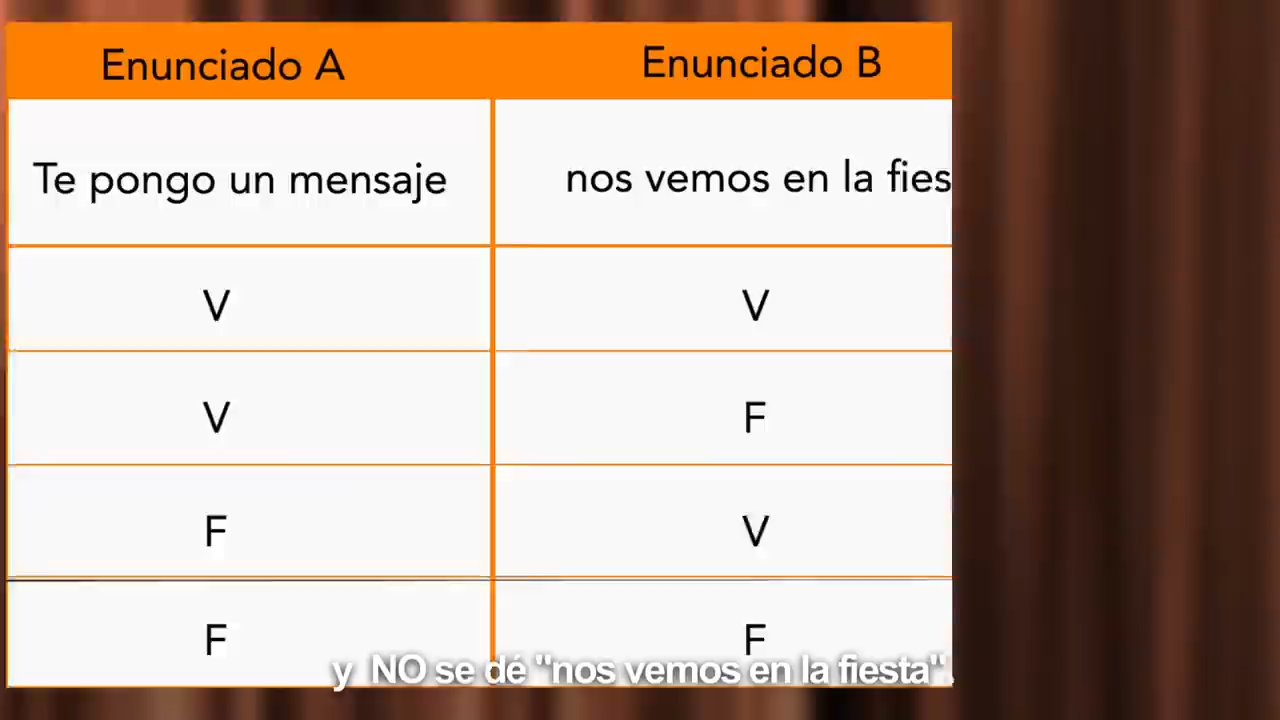 Enunciado A Enunciado B
Te pongo un mensaje nos vemos en la fies
V V
V F
F V
F F
y NO se dé "nos vemos en la fiesta".